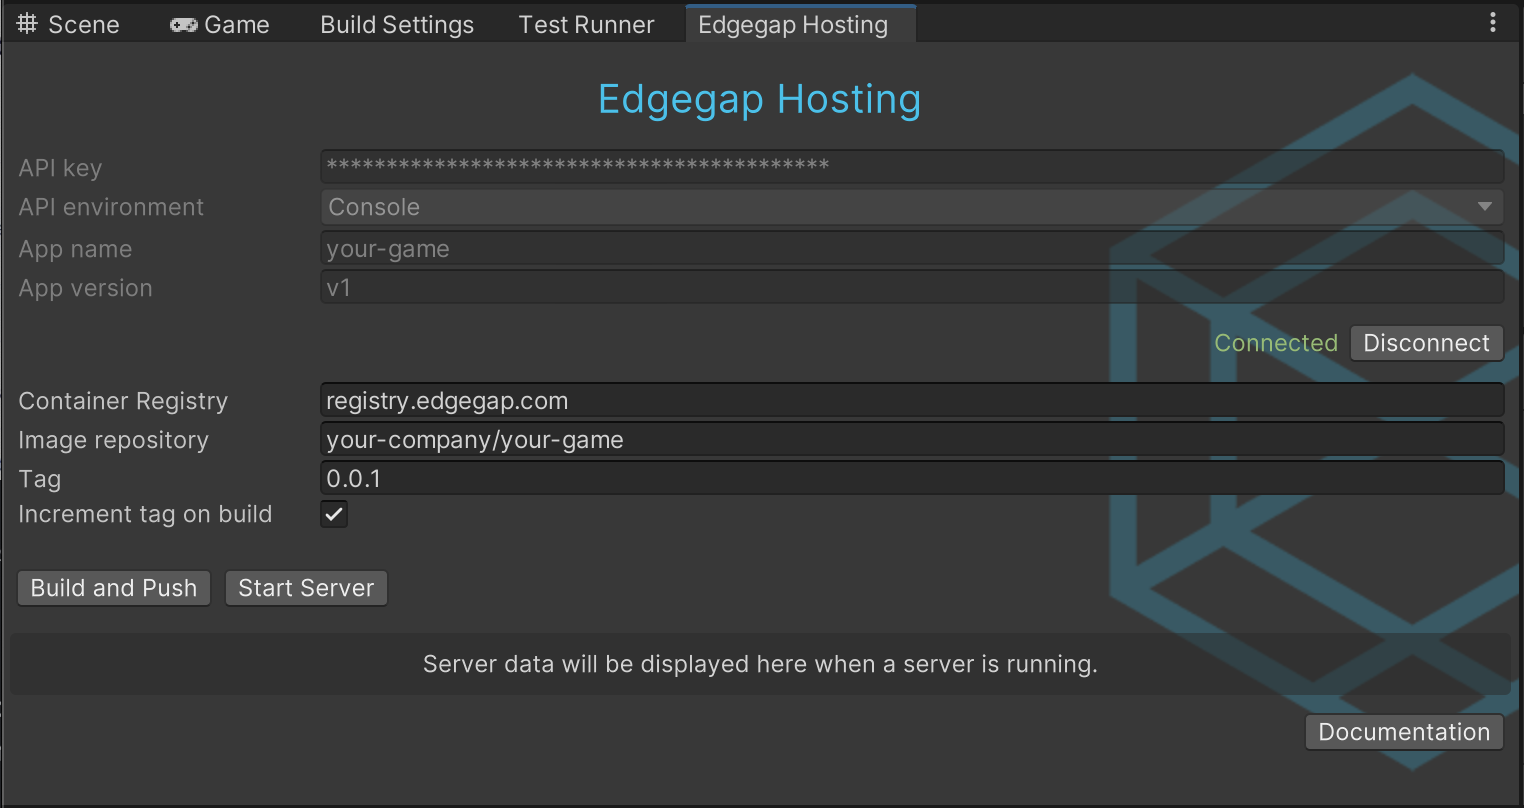 Scene Game Build Settings Test Runner Edgegap Hosting
Edgegap Hosting
API key ******************************************
API environment Console
App name your-game
App version v1
Connected Disconnect
Container Registry registry.edgegap.com
Image repository your-company/your-game
Tag 0.0.1
Increment tag on build
Build and Push Start Server
Server data will be displayed here when a server is running.
Documentation